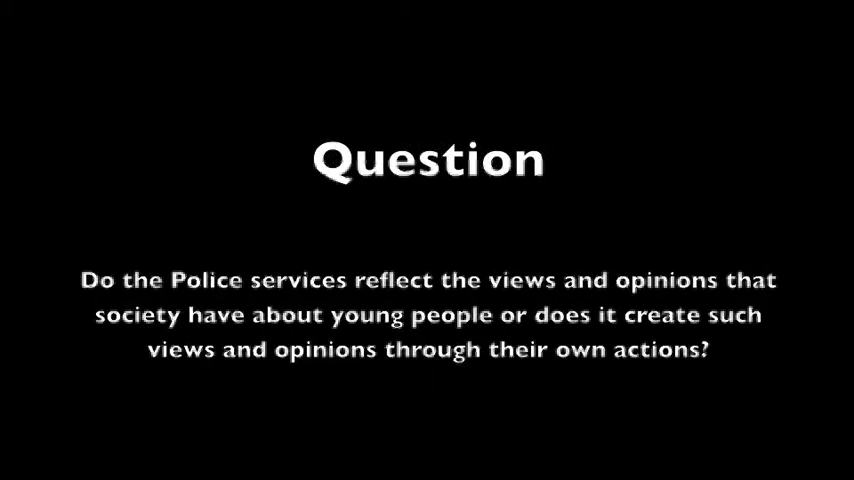 Question
Do the Police services reflect the views and opinions that
society have about young people or does it create such
views and opinions through their own actions?